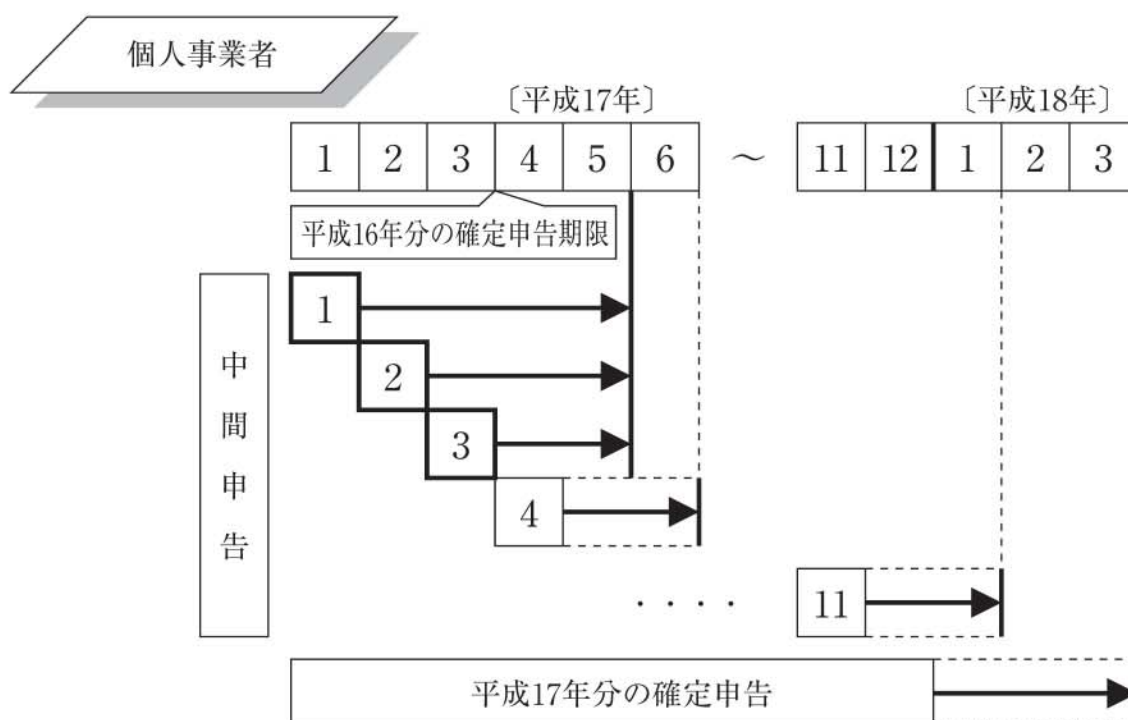 個人事業者
〔平成17年〕 〔平成18年〕
1 2 3 4 5 6 ～ 11 12 1 2 3
平成16年分の確定申告期限
中間申告
1
2
3
4
・・・・ 11
平成17年分の確定申告